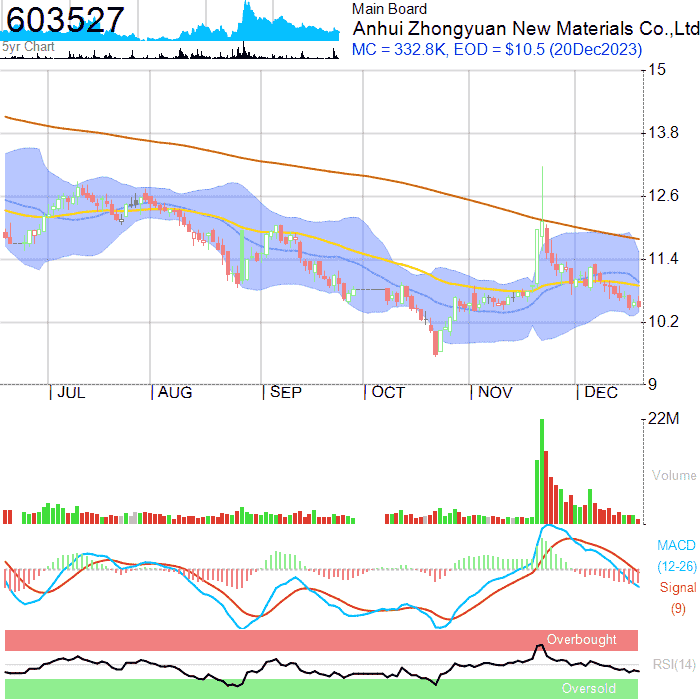 603527
5yr Chart
Main Board
Anhui Zhongyuan New Materials Co.,Ltd
MC = 332.8K, EOD = $10.5 (20Dec2023)
15
13.8
12.6
11.4
10.2
9
JUL AUG SEP OCT NOV DEC
22M
Volume
MACD
(12-26)
Signal
(9)
Overbought
RSI(14)
Oversold